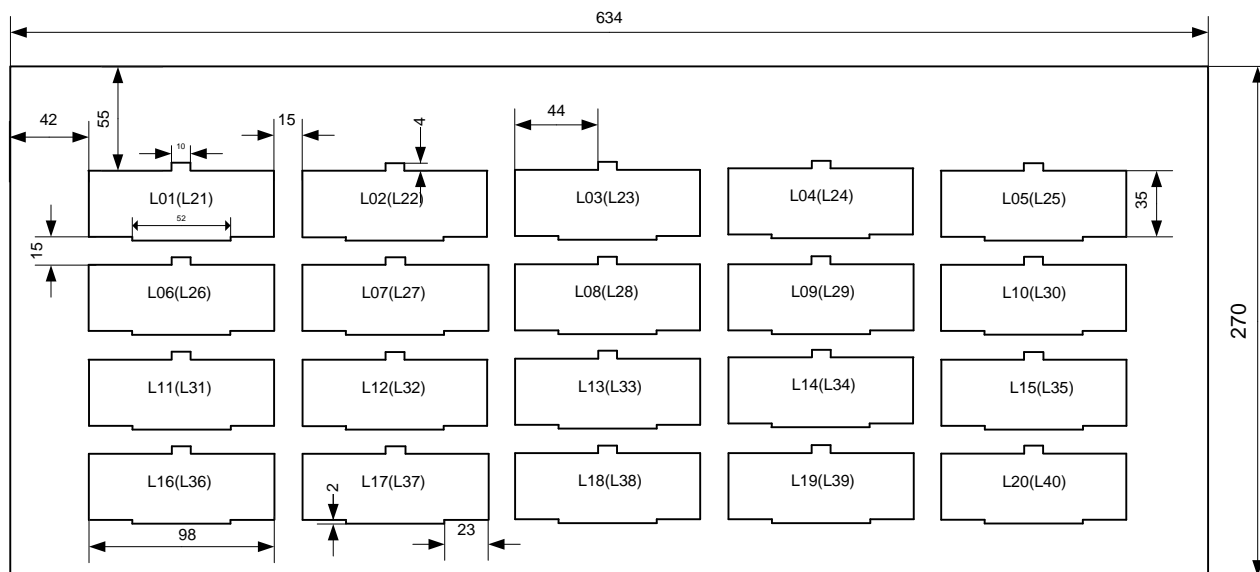 634
42
55
10
15
44
4
L01(L21)
L02(L22)
L03(L23)
L04(L24)
L05(L25)
35
52
15
L06(L26)
L07(L27)
L08(L28)
L09(L29)
L10(L30)
270
L11(L31)
L12(L32)
L13(L33)
L14(L34)
L15(L35)
L16(L36)
L17(L37)
L18(L38)
L19(L39)
L20(L40)
2
23
98